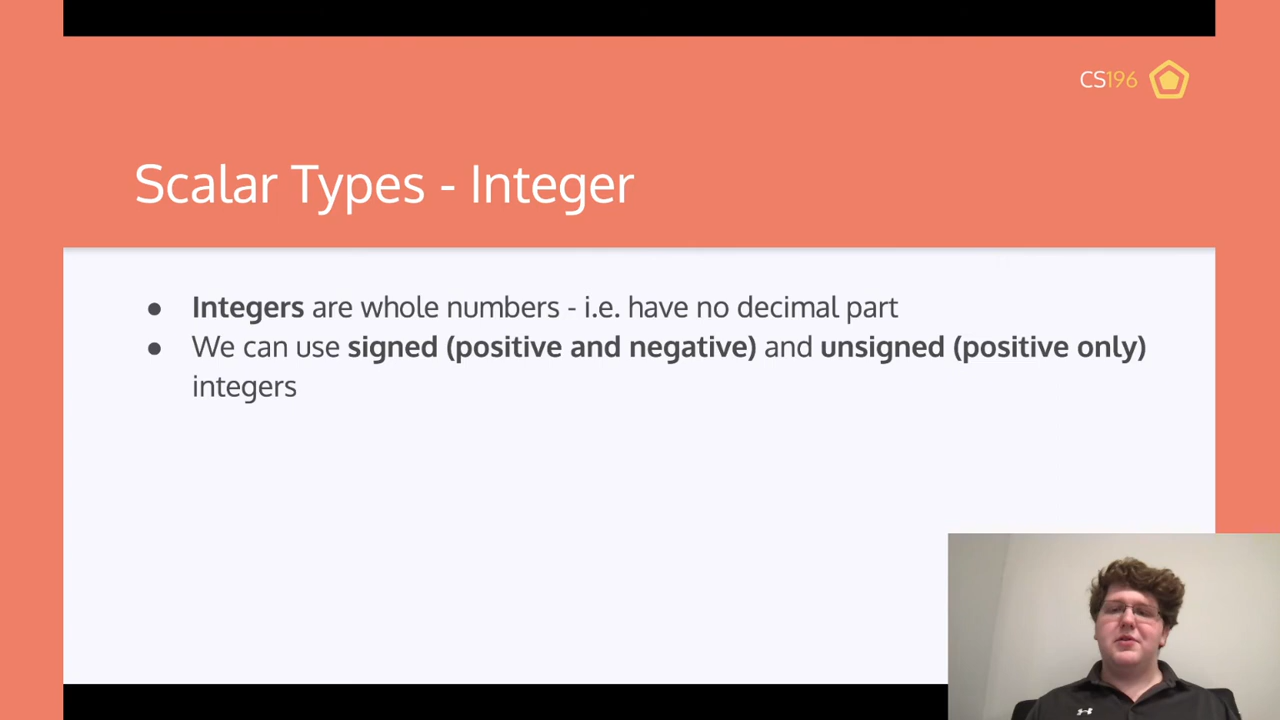 CS196
Scalar Types - Integer
● Integers are whole numbers - i.e. have no decimal part
● We can use signed (positive and negative) and unsigned (positive only)
integers